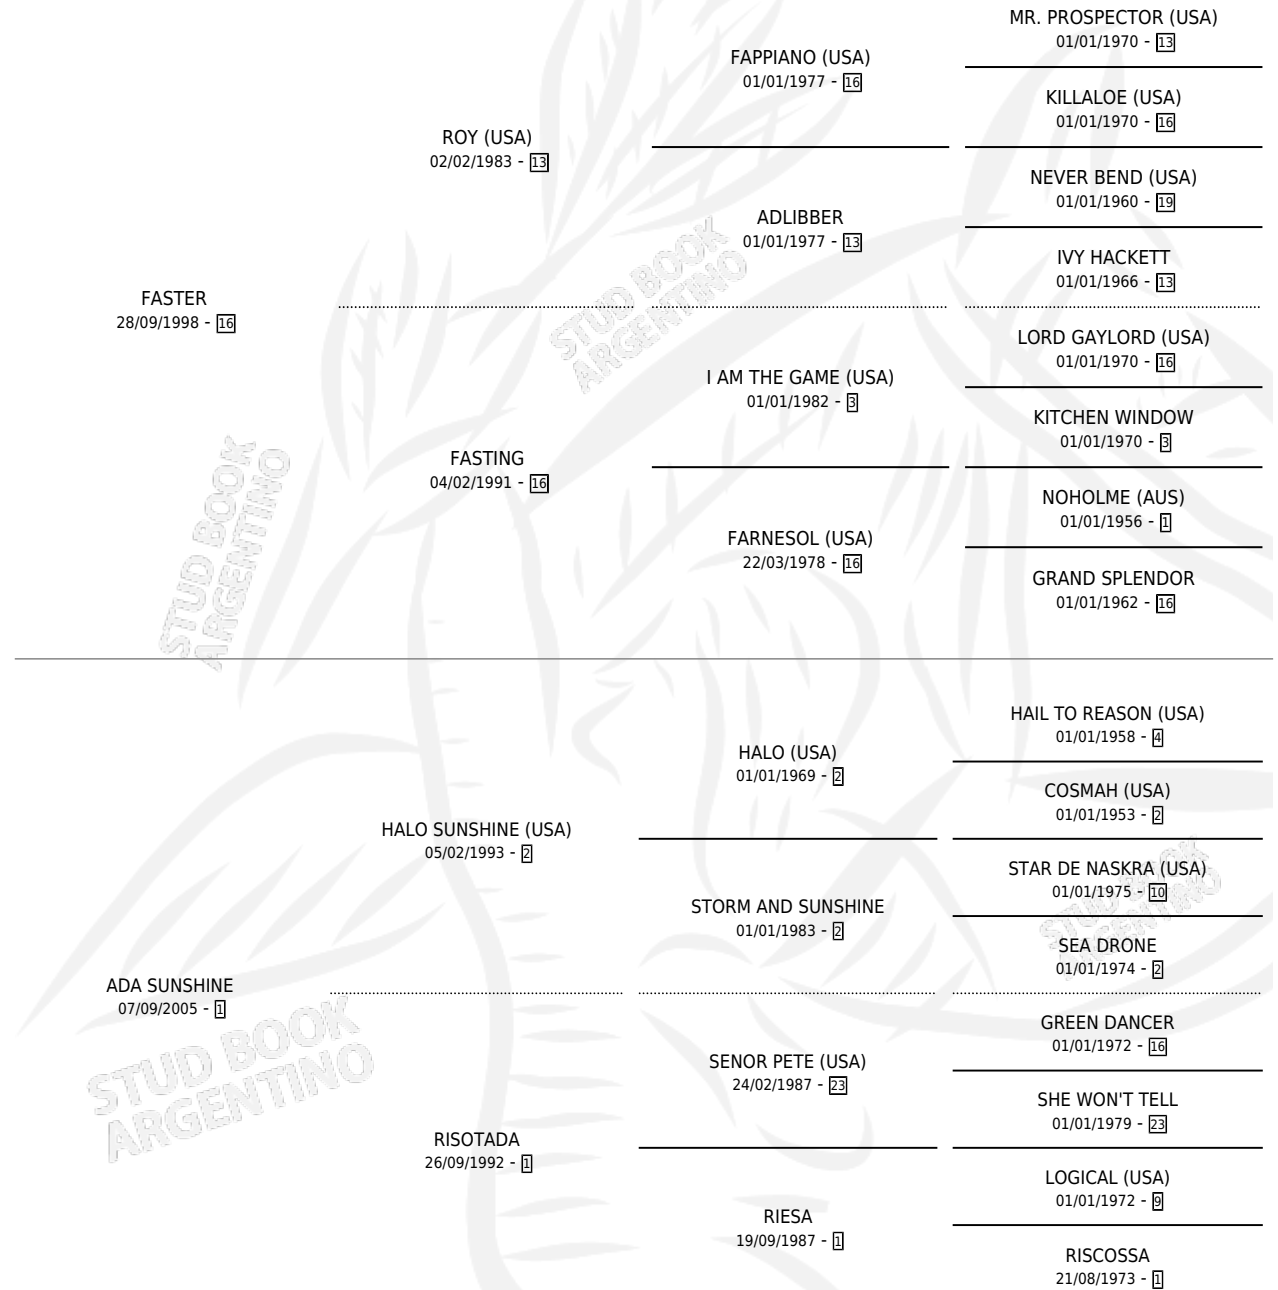 MR. PROSPECTOR (USA)
01/01/1970 - 13
FAPPIANO (USA)
01/01/1977 - 16
KILLALOE (USA)
01/01/1970 - 16
ROY (USA)
02/02/1983 - 13
NEVER BEND (USA)
01/01/1960 - 19
ADLIBBER
01/01/1977 - 13
IVY HACKETT
01/01/1966 - 13
FASTER
28/09/1998 - 16
LORD GAYLORD (USA)
01/01/1970 - 16
I AM THE GAME (USA)
01/01/1982 - 3
KITCHEN WINDOW
01/01/1970 - 3
FASTING
04/02/1991 - 16
NOHOLME (AUS)
01/01/1956 - 1
FARNESOL (USA)
22/03/1978 - 16
GRAND SPLENDOR
01/01/1962 - 16
STUD BOOK
ARGENTINO
STUD BOOK
ARGENTINO
HAIL TO REASON (USA)
01/01/1958 - 4
HALO (USA)
01/01/1969 - 2
COSMAH (USA)
01/01/1953 - 2
HALO SUNSHINE (USA)
05/02/1993 - 2
STAR DE NASKRA (USA)
01/01/1975 - 10
STORM AND SUNSHINE
01/01/1983 - 2
SEA DRONE
01/01/1974 - 2
ADA SUNSHINE
07/09/2005 - 1
GREEN DANCER
01/01/1972 - 16
SENOR PETE (USA)
24/02/1987 - 23
SHE WON'T TELL
01/01/1979 - 23
RISOTADA
26/09/1992 - 1
LOGICAL (USA)
01/01/1972 - 9
RIESA
19/09/1987 - 1
RISCOSSA
21/08/1973 - 1
STUD BOOK
ARGENTINO
STUD BOOK
ARGENTINO